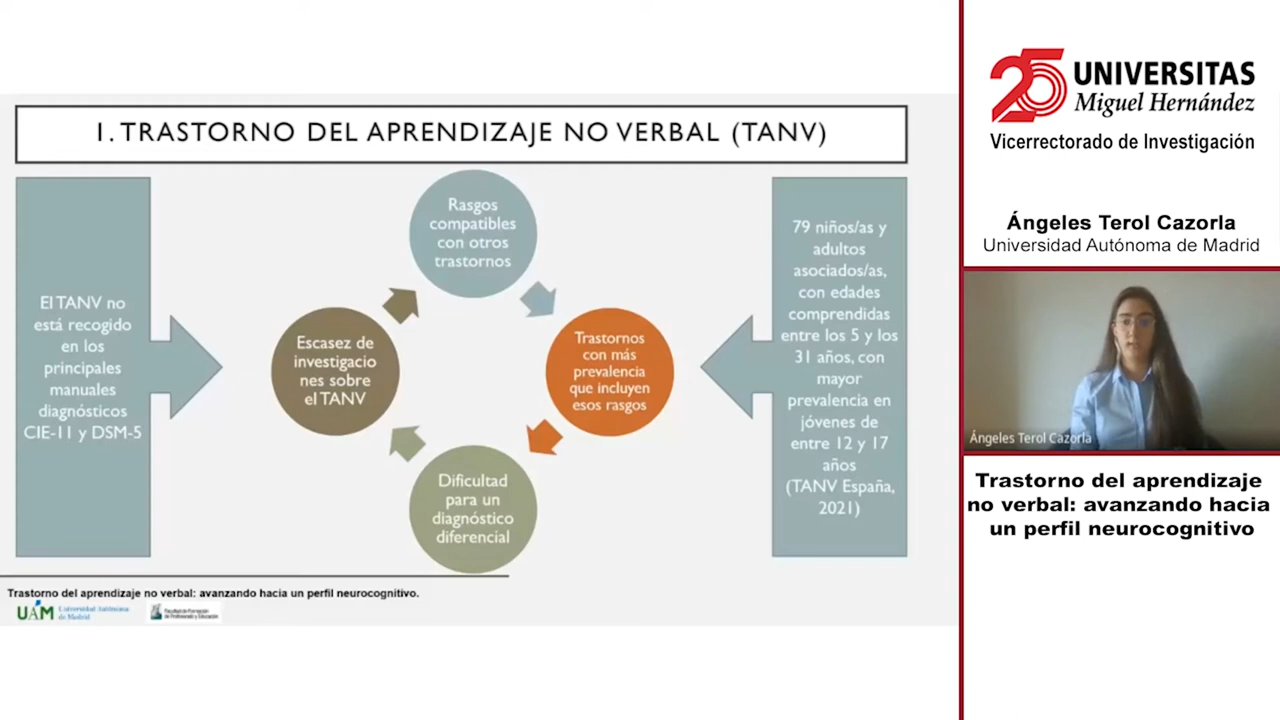 1. TRASTORNO DEL APRENDIZAJE NO VERBAL (TANV)
El TANV no
está recogido
en los
principales
manuales
diagnósticos
CIE-11 y DSM-5
Rasgos
compatibles
con otros
trastornos
Escasez de
investigacio
nes sobre
el TANV
Trastornos
con más
prevalencia
que incluyen
esos rasgos
Dificultad
para un
diagnóstico
diferencial
79 niños/as y
adultos
asociados/as,
con edades
comprendidas
entre los 5 y los
31 años, con
mayor
prevalencia en
jóvenes de
entre 12 y 17
años
(TANV España,
2021)
Trastorno del aprendizaje no verbal: avanzando hacia un perfil neurocognitivo.
UAM
Universidad Autónoma
de Madrid
Facultad de Formación
de Profesorado y Educación
25 UNIVERSITAS
Miguel Hernández
Vicerrectorado de Investigación
Ángeles Terol Cazorla
Universidad Autónoma de Madrid
Ángeles Terol Cazorla
Trastorno del aprendizaje
no verbal: avanzando hacia
un perfil neurocognitivo